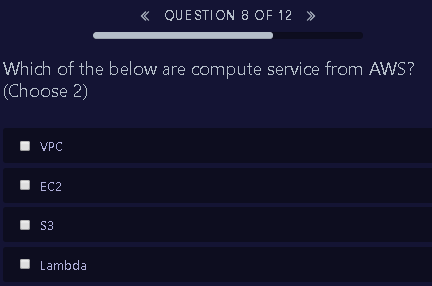 « QUESTION 8 OF 12 »
Which of the below are compute service from AWS?
(Choose 2)
VPC
EC2
S3
Lambda